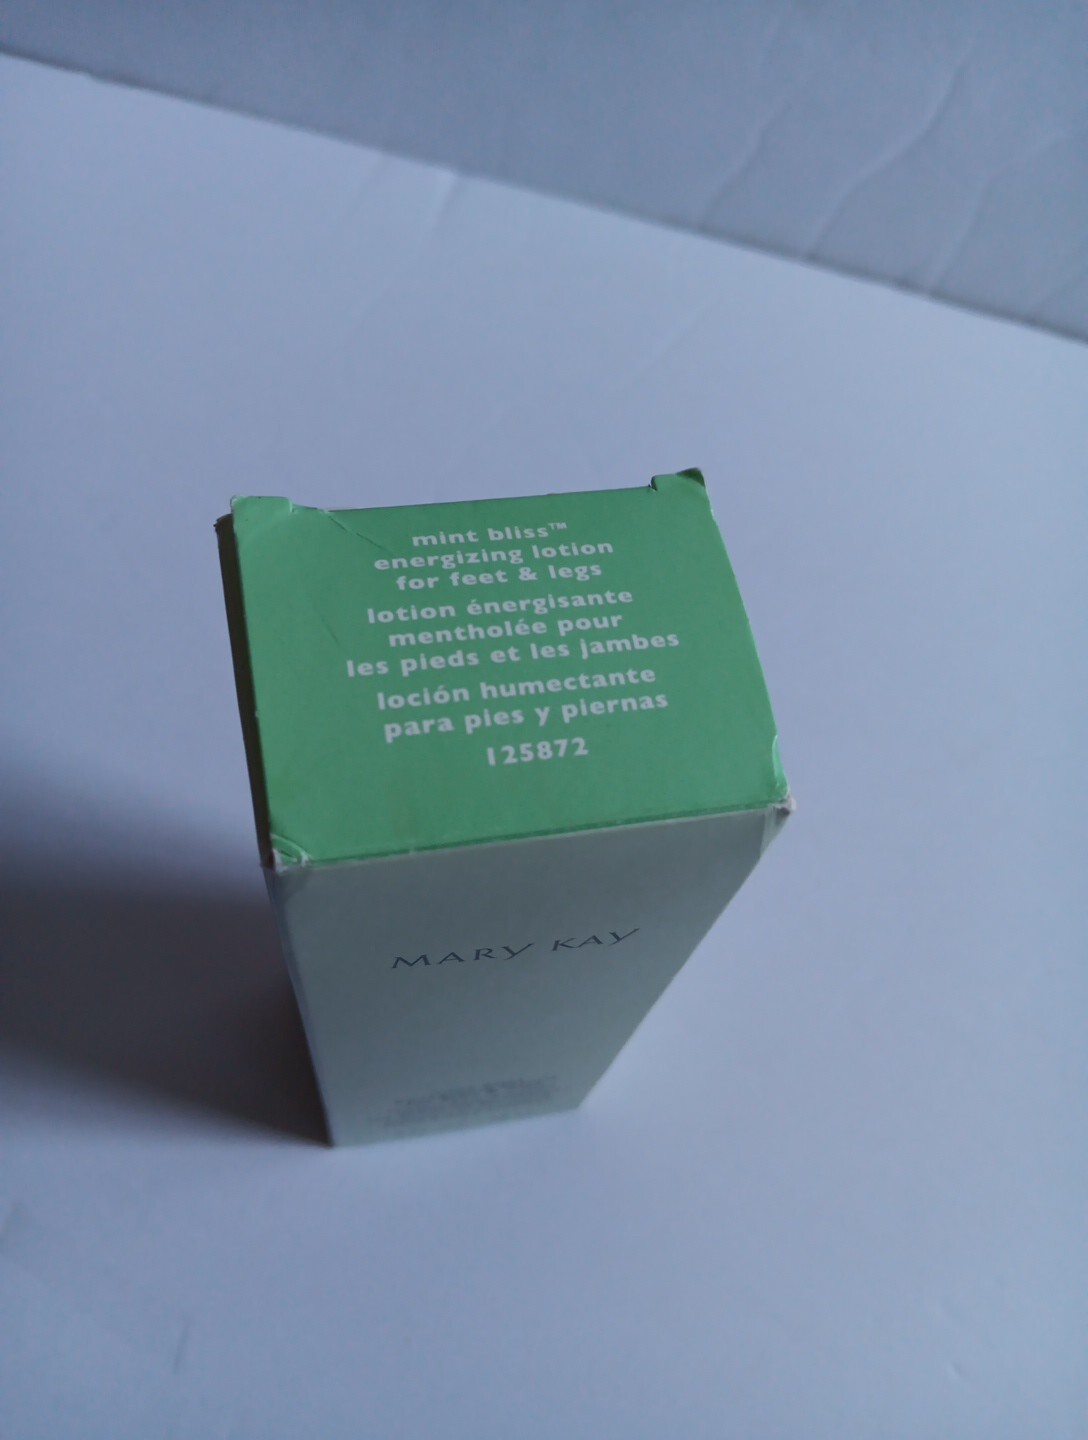 mint bliss™
energizing lotion
for feet & legs
lotion énergisante
mentholée pour
les pieds et les jambes
loción humectante
para pies y piernas
125872
MARY KAY